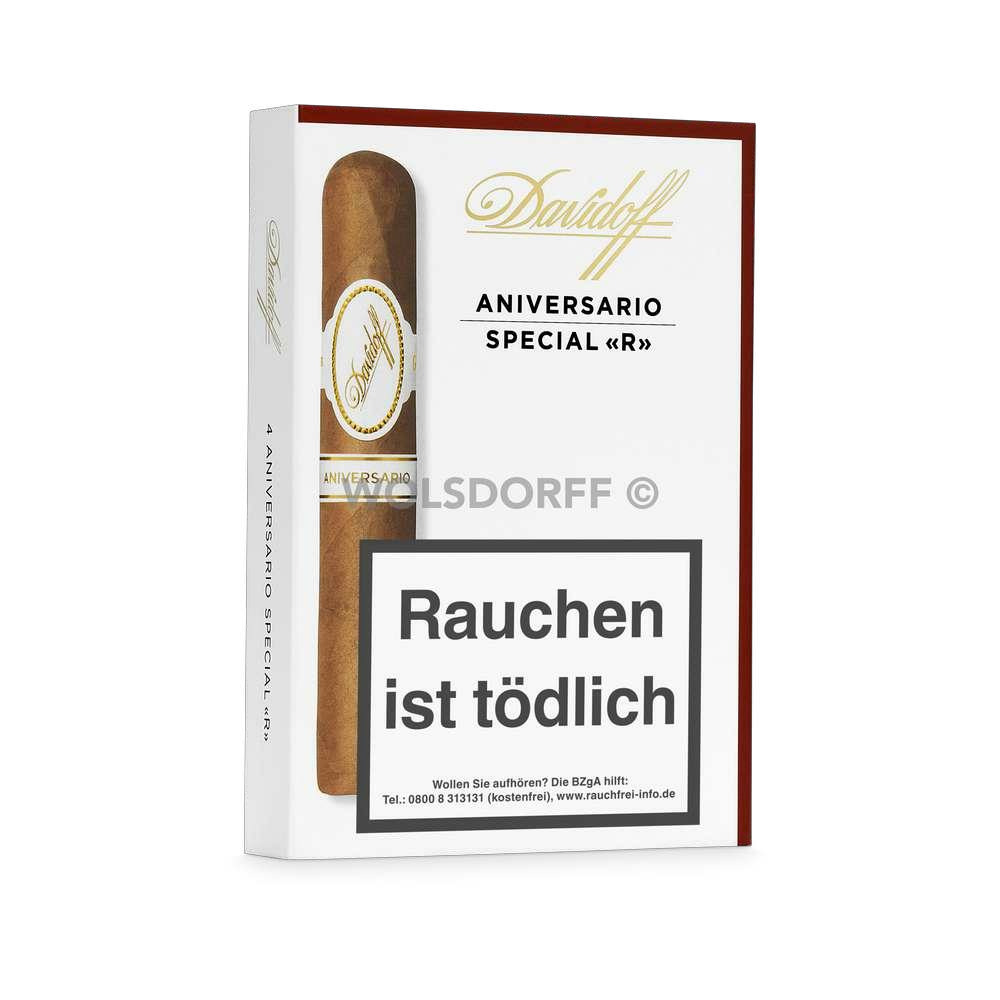 Davidoff
ANIVERSARIO
SPECIAL «R»
Davidoff
4 ANIVERSARIO SPECIAL «R»
Davidoff
ANIVERSARIO
WOLSDORFF ©
Rauchen
ist tödlich
Wollen Sie aufhören? Die BZgA hilft:
Tel.: 0800 8 313131 (kostenfrei), www.rauchfrei-info.de